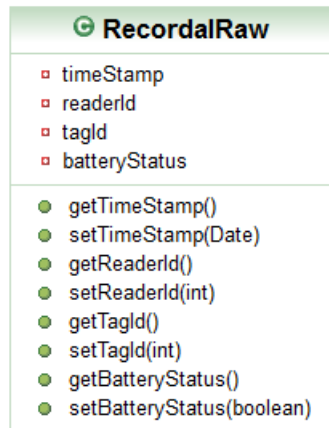 RecordalRaw
timeStamp
readerId
tagId
batteryStatus
getTimeStamp()
setTimeStamp(Date)
getReaderId()
setReaderId(int)
getTagId()
setTagId(int)
getBatteryStatus()
setBatteryStatus(boolean)